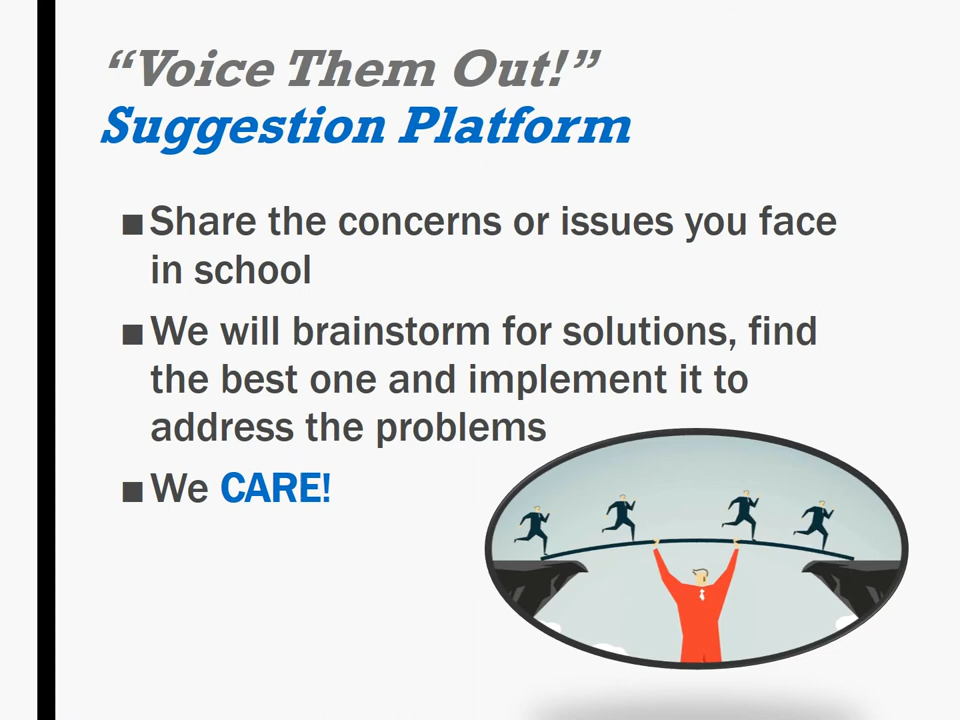 “Voice Them Out!”
Suggestion Platform
■Share the concerns or issues you face
in school
■We will brainstorm for solutions, find
the best one and implement it to
address the problems
■We CARE!